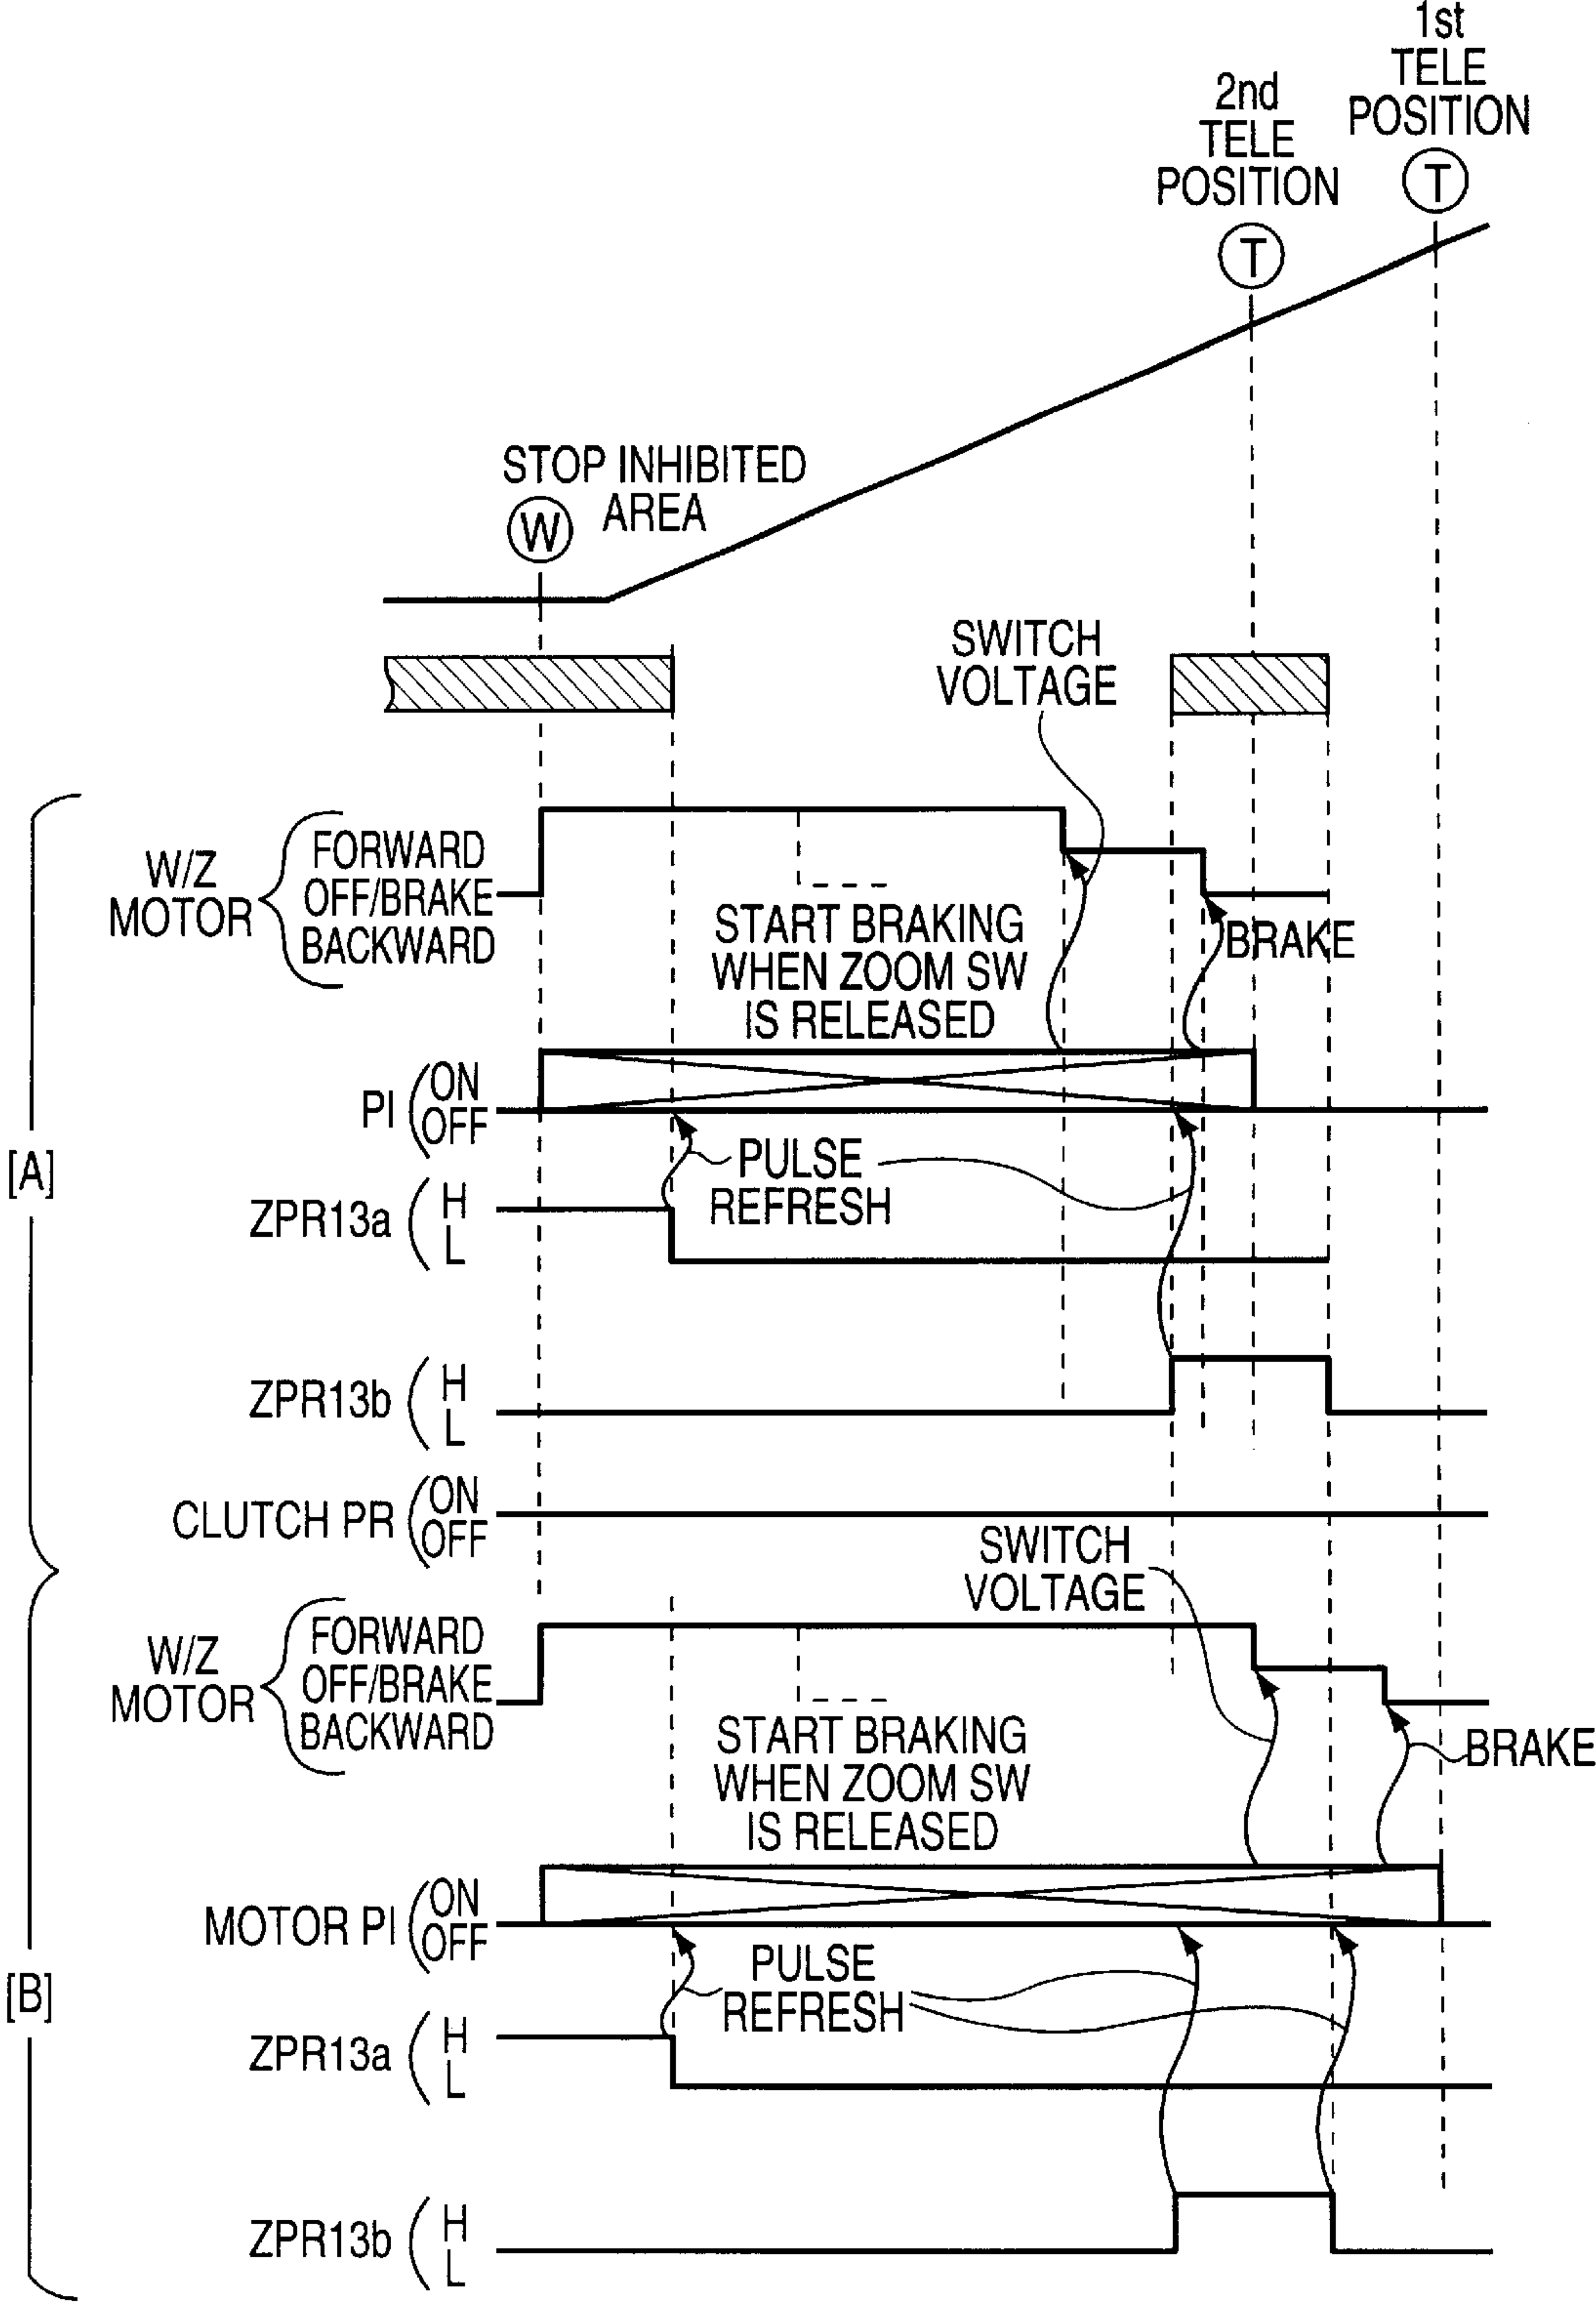 1st
TELE
POSITION
T
2nd
TELE
POSITION
T
STOP INHIBITED
AREA
W
SWITCH
VOLTAGE
[A]
W/Z
MOTOR
FORWARD
OFF/BRAKE
BACKWARD
START BRAKING
WHEN ZOOM SW
IS RELEASED
BRAKE
PI
ON
OFF
PULSE
REFRESH
ZPR13a
H
L
ZPR13b
H
L
CLUTCH PR
ON
OFF
SWITCH
VOLTAGE
[B]
W/Z
MOTOR
FORWARD
OFF/BRAKE
BACKWARD
START BRAKING
WHEN ZOOM SW
IS RELEASED
BRAKE
MOTOR PI
ON
OFF
PULSE
REFRESH
ZPR13a
H
L
ZPR13b
H
L